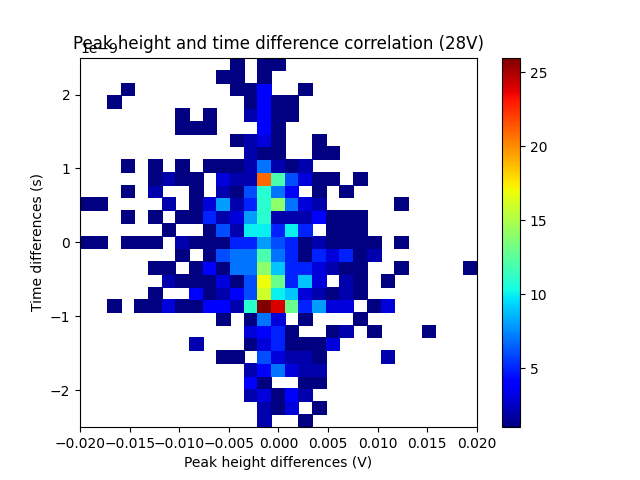 Peak height and time difference correlation (28V)
1e−9
2
1
0
−1
−2
Time differences (s)
−0.020 −0.015 −0.010 −0.005 0.000 0.005 0.010 0.015 0.020
Peak height differences (V)
25
20
15
10
5